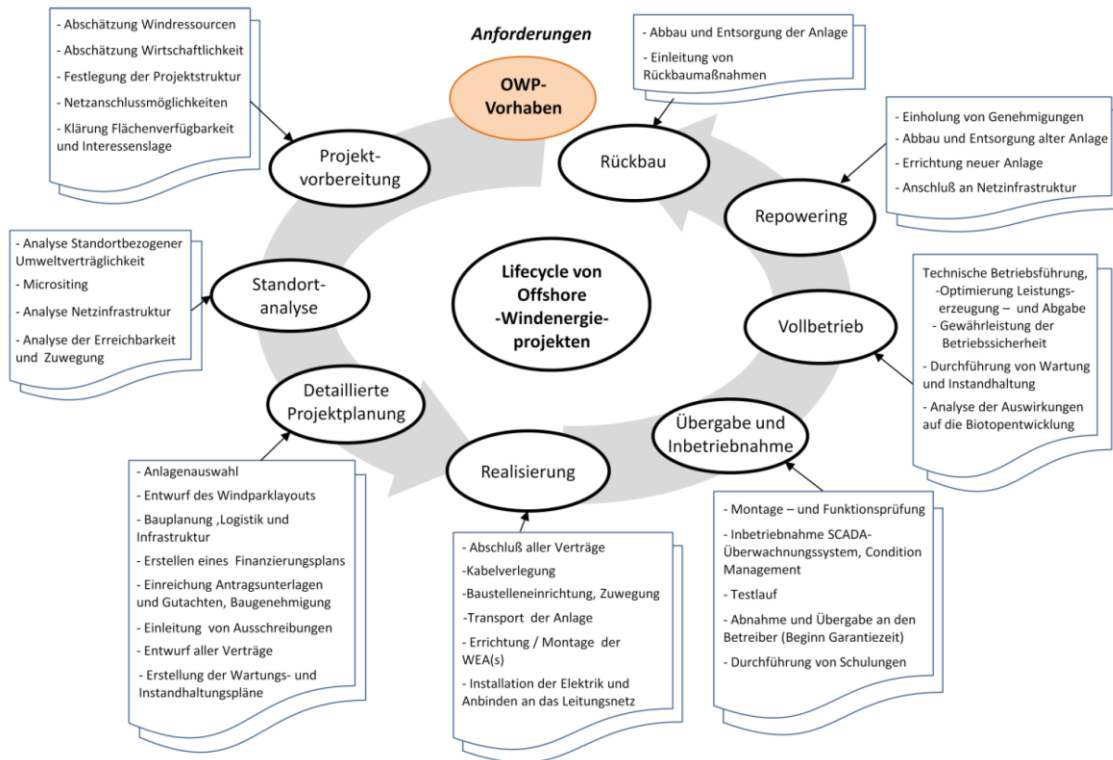 Anforderungen
OWP-
Vorhaben
- Abschätzung Windressourcen
- Abschätzung Wirtschaftlichkeit
- Festlegung der Projektstruktur
- Netzanschlussmöglichkeiten
- Klärung Flächenverfügbarkeit
und Interessenslage
Projekt-
vorbereitung
- Analyse Standortbezogener
Umweltverträglichkeit
- Micrositing
- Analyse Netzinfrastruktur
- Analyse der Erreichbarkeit
und Zuwegung
Standort-
analyse
Detaillierte
Projektplanung
- Anlagenauswahl
- Entwurf des Windparklayouts
- Bauplanung ,Logistik und
Infrastruktur
- Erstellen eines Finanzierungsplans
- Einreichung Antragsunterlagen
und Gutachten, Baugenehmigung
- Einleitung von Ausschreibungen
- Entwurf aller Verträge
- Erstellung der Wartungs- und
Instandhaltungspläne
Realisierung
- Abschluß aller Verträge
-Kabelverlegung
-Baustelleneinrichtung, Zuwegung
-Transport der Anlage
- Errichtung / Montage der
WEA(s)
- Installation der Elektrik und
Anbinden an das Leitungsnetz
Übergabe und
Inbetriebnahme
- Montage – und Funktionsprüfung
- Inbetriebnahme SCADA-
Überwachungssystem, Condition
Management
- Testlauf
- Abnahme und Übergabe an den
Betreiber (Beginn Garantiezeit)
- Durchführung von Schulungen
Vollbetrieb
Technische Betriebsführung,
-Optimierung Leistungs-
erzeugung – und Abgabe
- Gewährleistung der
Betriebssicherheit
- Durchführung von Wartung
und Instandhaltung
- Analyse der Auswirkungen
auf die Biotopentwicklung
Repowering
- Einholung von Genehmigungen
- Abbau und Entsorgung alter Anlage
- Errichtung neuer Anlage
- Anschluß an Netzinfrastruktur
Rückbau
- Abbau und Entsorgung der Anlage
- Einleitung von
Rückbaumaßnahmen
Lifecycle von
Offshore
-Windenergie-
projekten